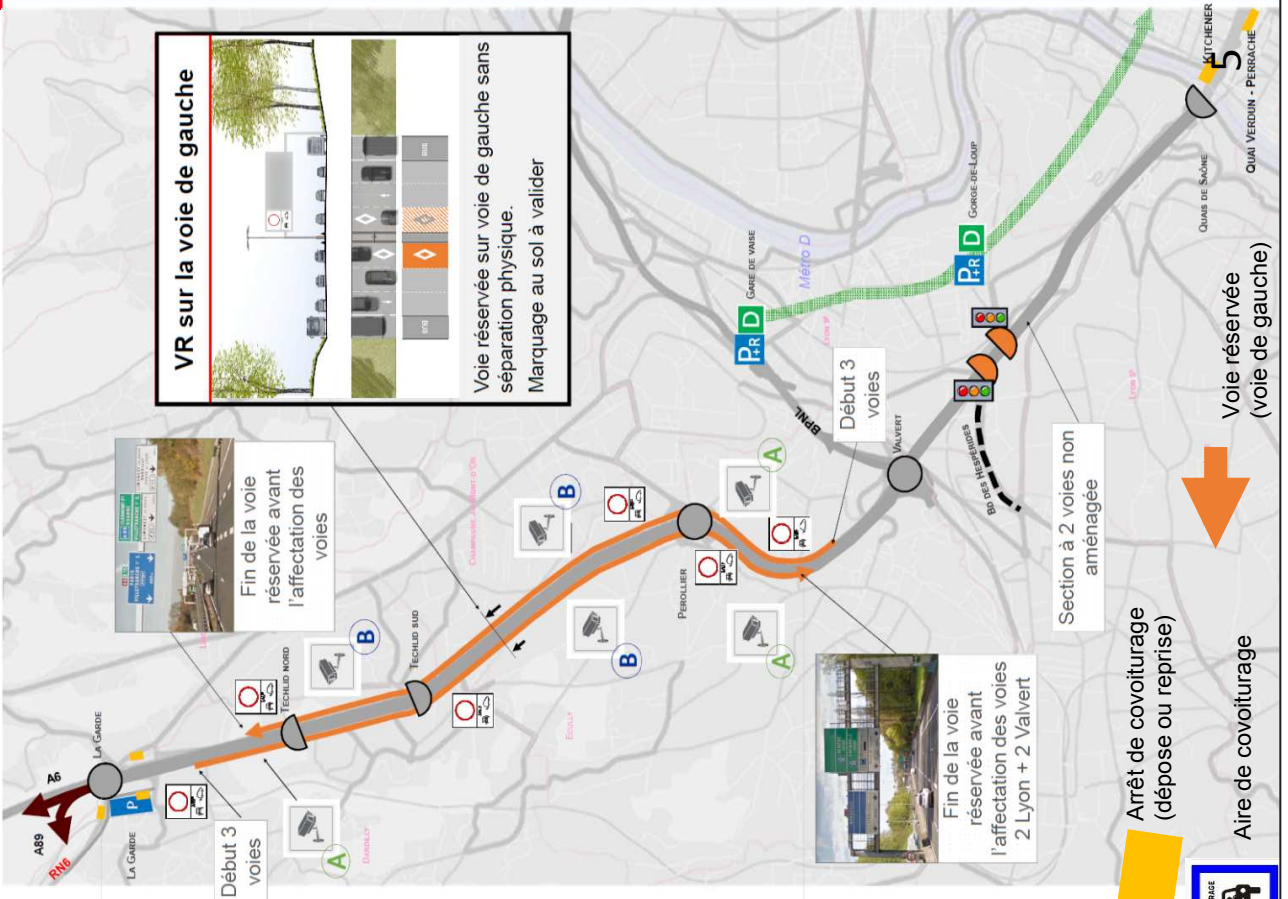 VR sur la voie de gauche
BUS
BUS
Voie réservée sur voie de gauche sans
séparation physique.
Marquage au sol à valider
A89
A6
RN6
LA GARDE
LA GARDE
P
Début 3
voies
A
DARDILLY
Fin de la voie
réservée avant
l'affectation des
voies
TECHLID NORD
B
TECHLID SUD
CHAMPAGNE-AU-MONT-D'OR
ECULLY
B
B
PEROLLIER
A
A
Fin de la voie
réservée avant
l'affectation des voies
2 Lyon + 2 Valvert
Début 3
voies
BPNL
VALVERT
BD DES HESPÉRIDES
Section à 2 voies non
aménagée
P+R
D
GARE DE VAISE
Métro D
LYON 9E
P+R
D
GORGE-DE-LOUP
LYON 5E
QUAIS DE SAÔNE
KITCHENER
QUAI VERDUN - PERRACHE
5
Arrêt de covoiturage
(dépose ou reprise)
Aire de covoiturage
Voie réservée
(voie de gauche)